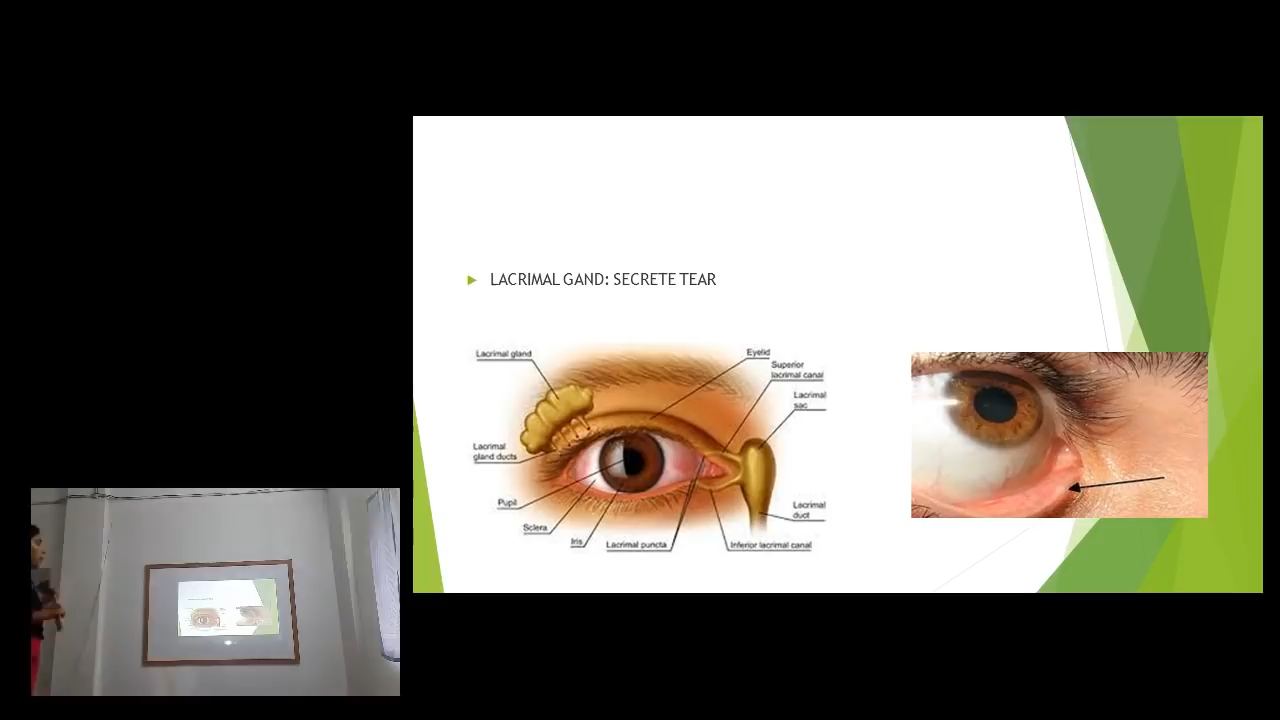 LACRIMAL GAND: SECRETE TEAR
Lacrimal gland
Eyelid
Superior
lacrimal canal
Lacrimal
sac
Lacrimal
gland ducts
Pupil
Sclera
Iris
Lacrimal puncta
Lacrimal
duct
Inferior lacrimal canal